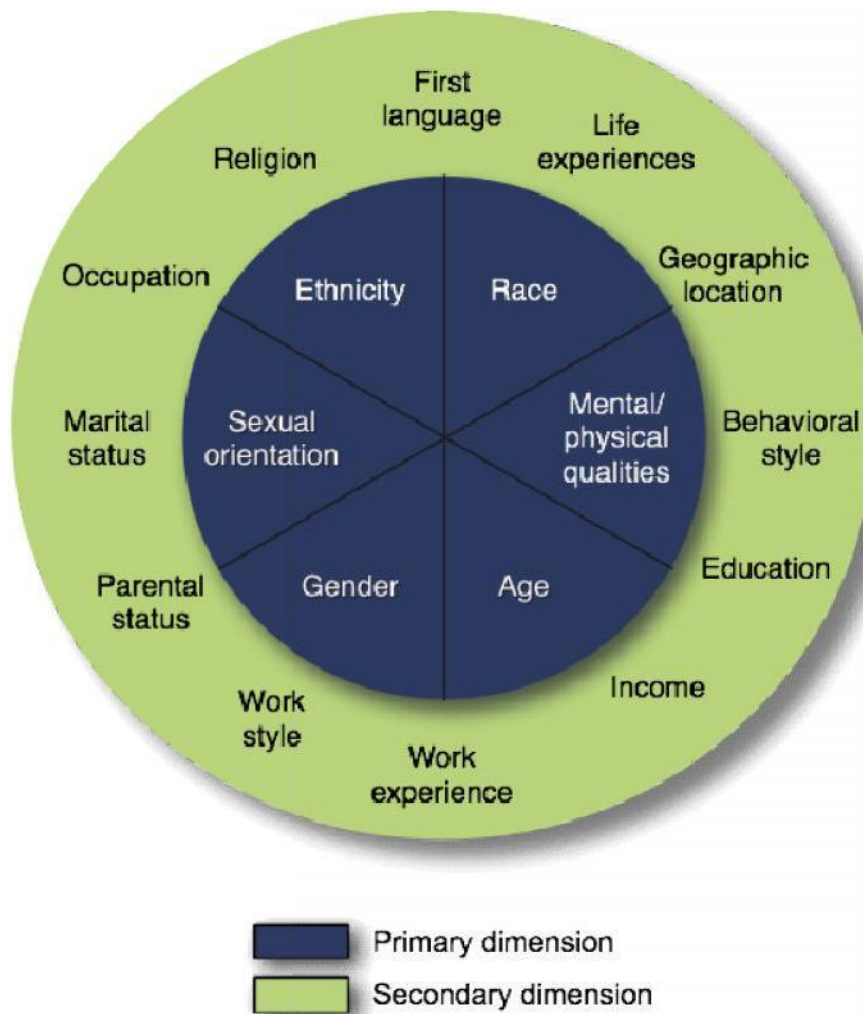 First
language
Life
experiences
Religion
Geographic
location
Occupation
Ethnicity
Race
Mental/
physical
qualities
Behavioral
style
Marital
status
Sexual
orientation
Education
Parental
status
Gender
Age
Income
Work
style
Work
experience
Primary dimension
Secondary dimension